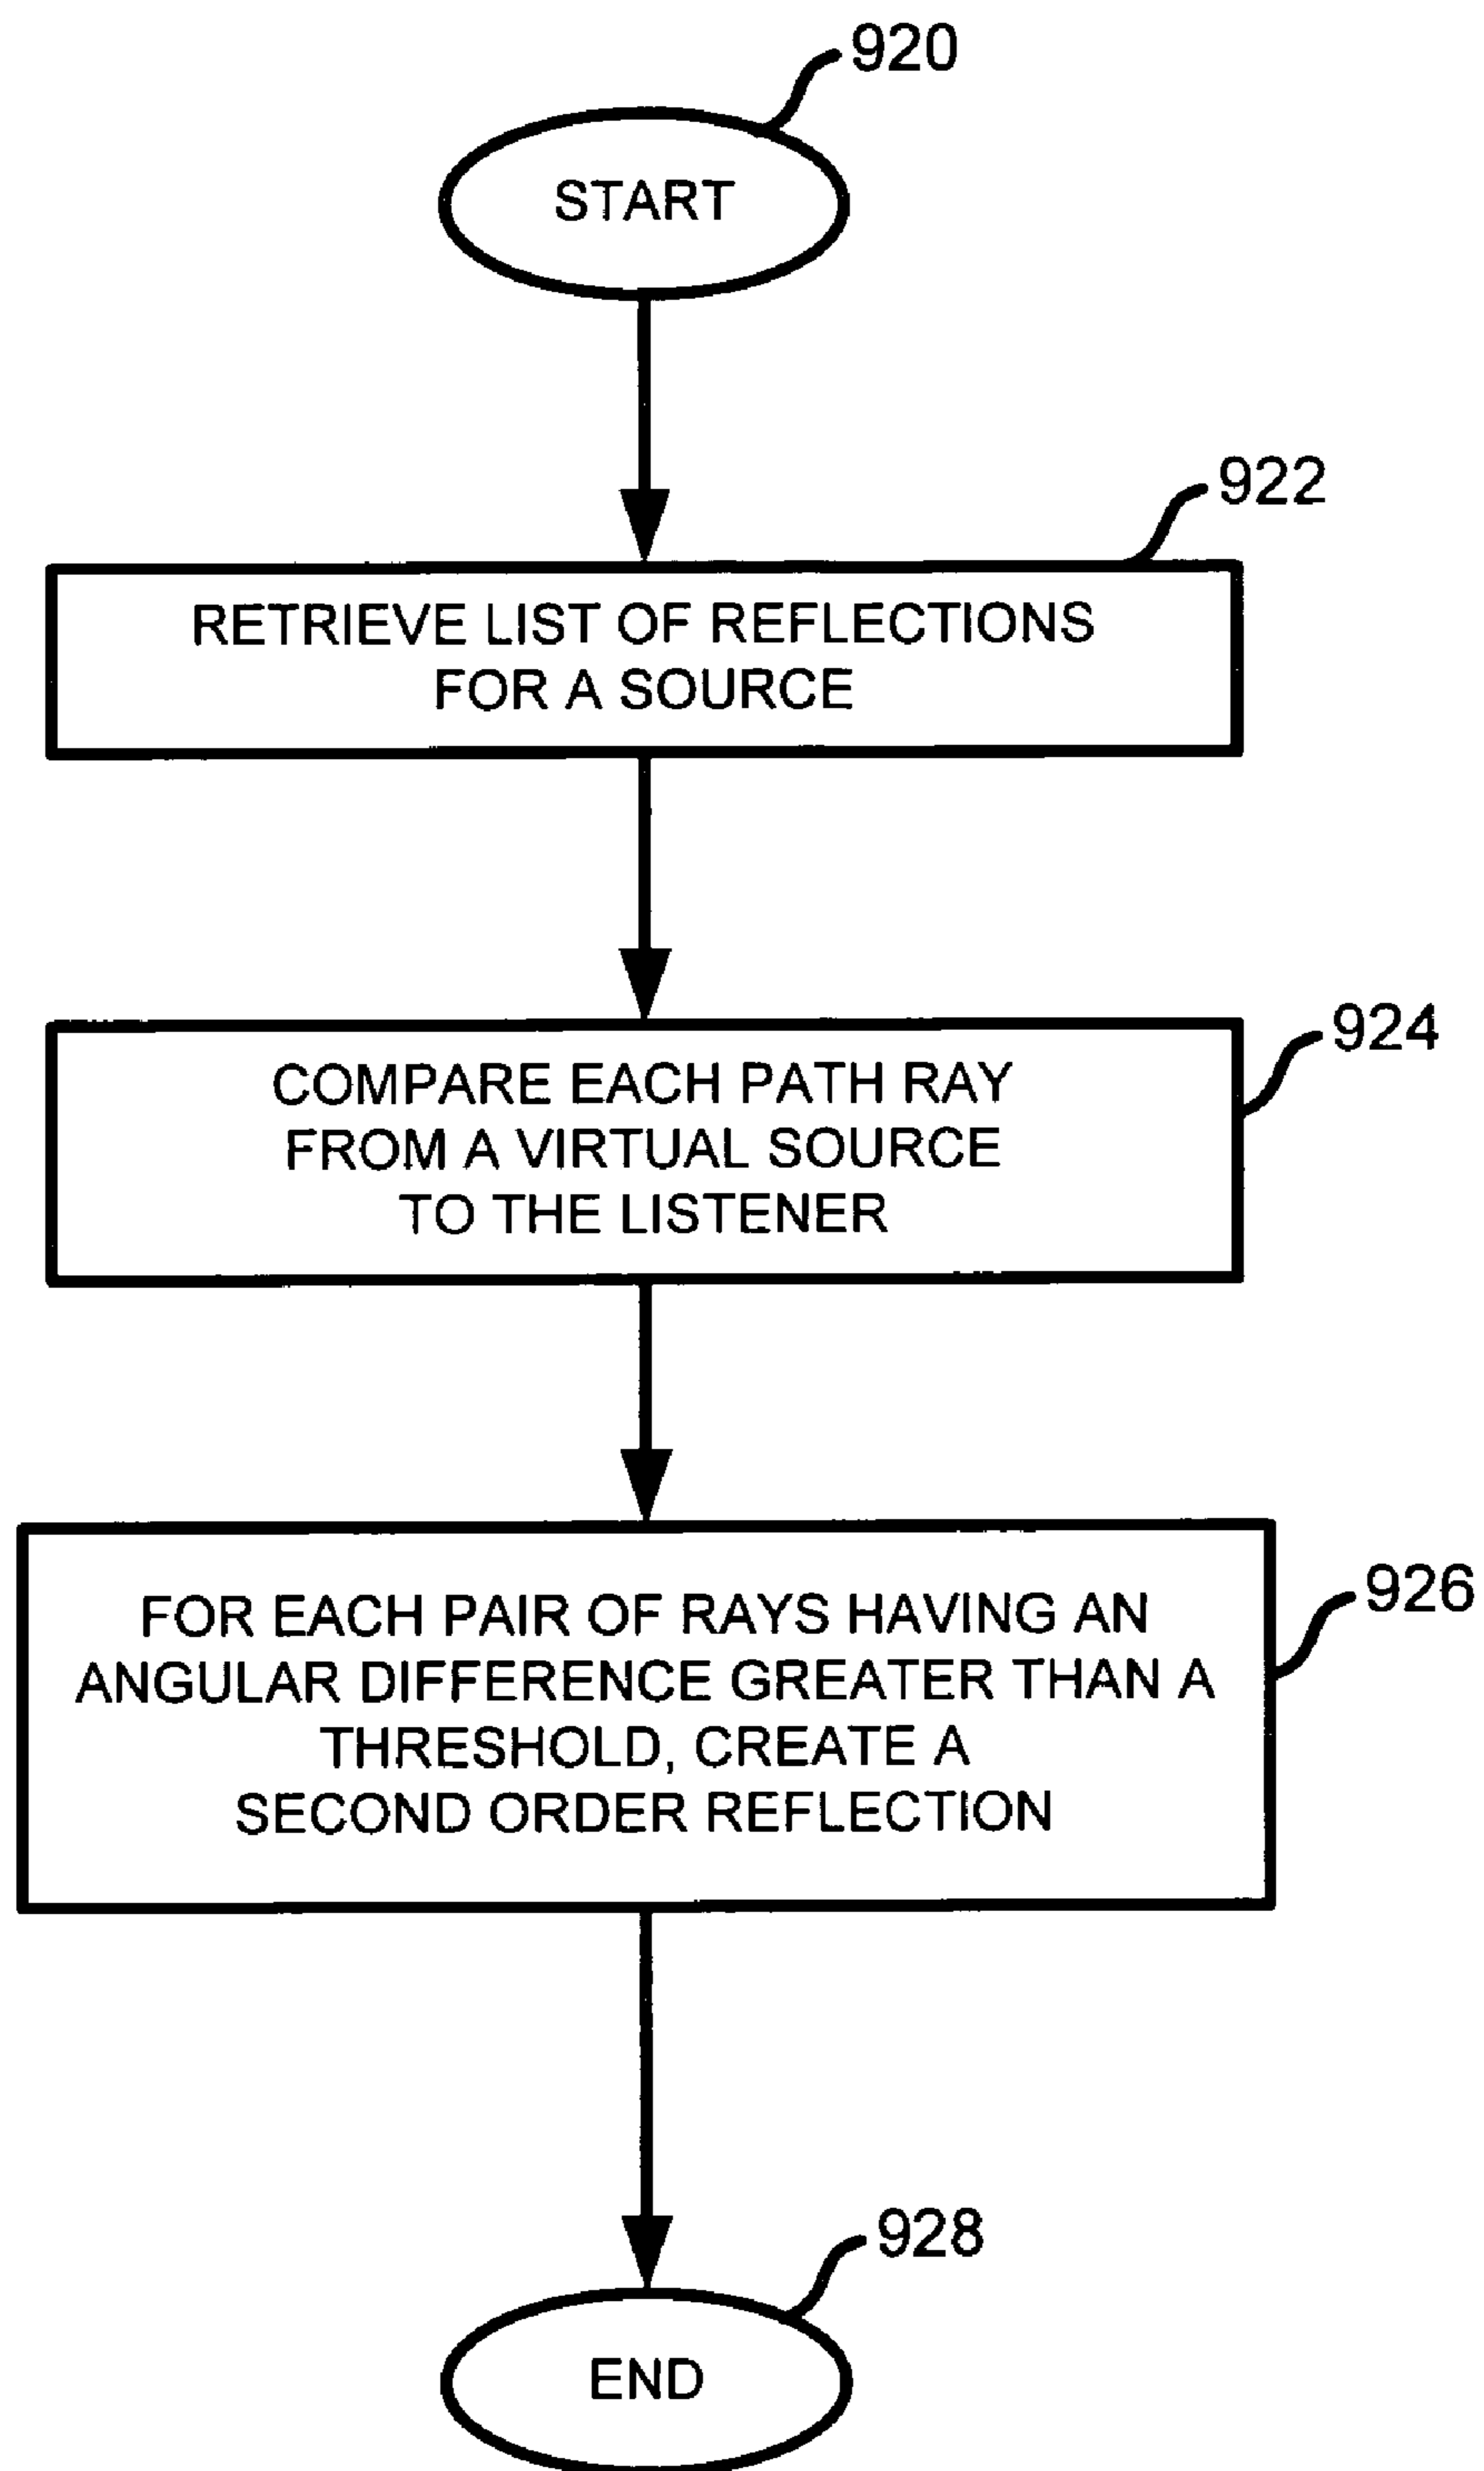 920
START
922
RETRIEVE LIST OF REFLECTIONS
FOR A SOURCE
924
COMPARE EACH PATH RAY
FROM A VIRTUAL SOURCE
TO THE LISTENER
926
FOR EACH PAIR OF RAYS HAVING AN
ANGULAR DIFFERENCE GREATER THAN A
THRESHOLD, CREATE A
SECOND ORDER REFLECTION
928
END